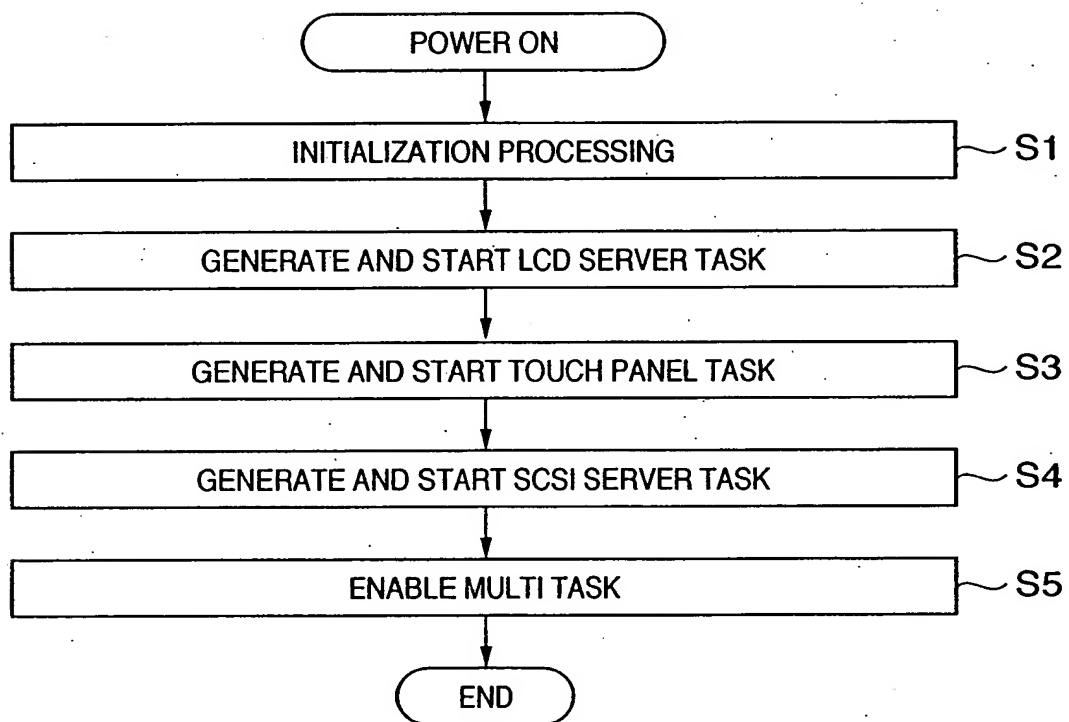 POWER ON
INITIALIZATION PROCESSING
S1
GENERATE AND START LCD SERVER TASK
S2
GENERATE AND START TOUCH PANEL TASK
S3
GENERATE AND START SCSI SERVER TASK
S4
ENABLE MULTI TASK
S5
END